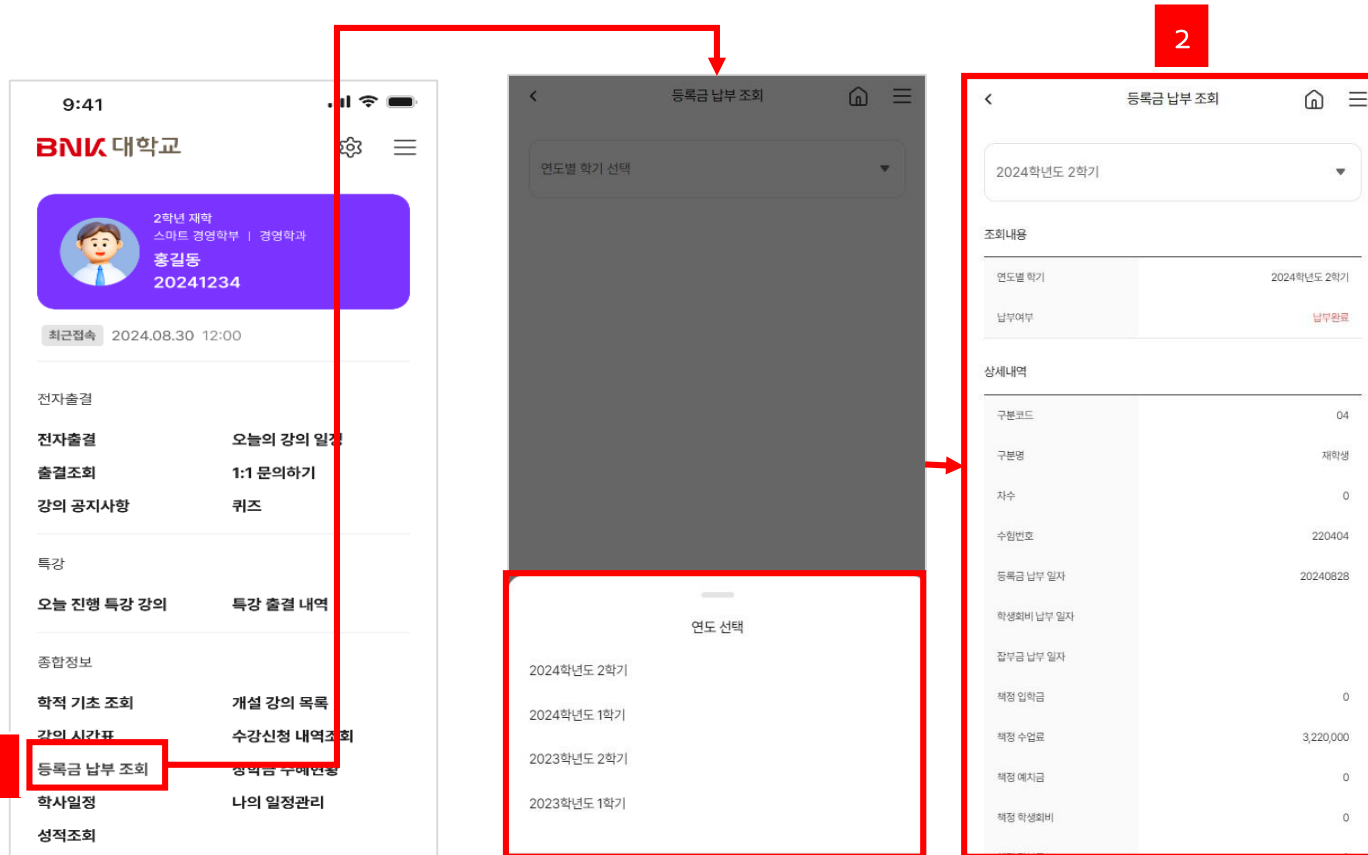 2
9:41
BNK 대학교
2학년 재학
스마트 경영학부 | 경영학과
홍길동
20241234
최근접속 2024.08.30 12:00
전자출결
전자출결 오늘의 강의 일정
출결조회 1:1 문의하기
강의 공지사항 퀴즈
특강
오늘 진행 특강 강의 특강 출결 내역
종합정보
학적 기초 조회 개설 강의 목록
강의 시간표 수강신청 내역조회
등록금 납부 조회 장학금 수혜현황
학사일정 나의 일정관리
성적조회
등록금 납부 조회
연도별 학기 선택
연도 선택
2024학년도 2학기
2024학년도 1학기
2023학년도 2학기
2023학년도 1학기
등록금 납부 조회
2024학년도 2학기
조회내용
연도별 학기 2024학년도 2학기
납부여부 납부완료
상세내역
구분코드 04
구분명 재학생
차수 0
수험번호 220404
등록금 납부 일자 20240828
학생회비 납부 일자
잡부금 납부 일자
책정 입학금 0
책정 수업료 3,220,000
책정 예치금 0
책정 학생회비 0